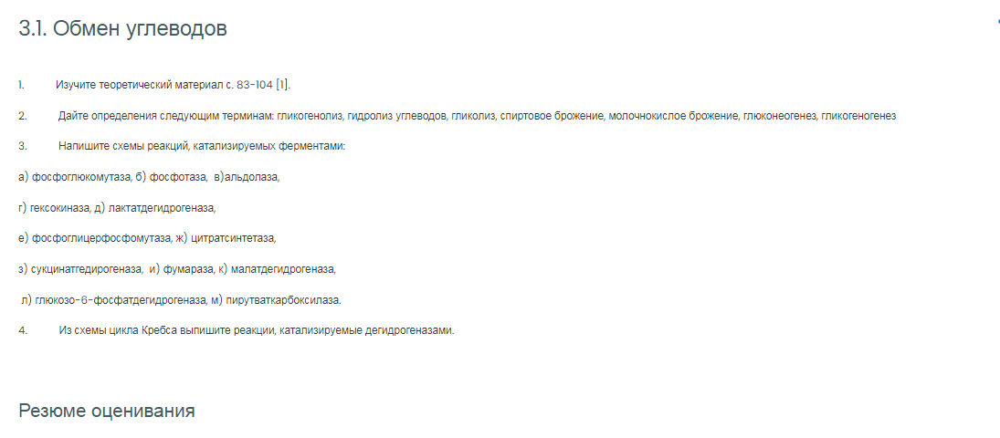 3.1. Обмен углеводов
1. Изучите теоретический материал с. 83-104 [1].
2. Дайте определения следующим терминам: гликогенолиз, гидролиз углеводов, гликолиз, спиртовое брожение, молочнокислое брожение, глюконеогенез, гликогеногенез
3. Напишите схемы реакций, катализируемых ферментами:
а) фосфоглюкомутаза, б) фосфотаза, в)альдолаза,
г) гексокиназа, д) лактатдегидрогеназа,
е) фосфоглицерфосфомутаза, ж) цитратсинтетаза,
з) сукцинатгедирогеназа, и) фумараза, к) малатдегидрогеназа,
л) глюкозо-6-фосфатдегидрогеназа, м) пирутваткарбоксилаза.
4. Из схемы цикла Кребса выпишите реакции, катализируемые дегидрогеназами.
Резюме оценивания